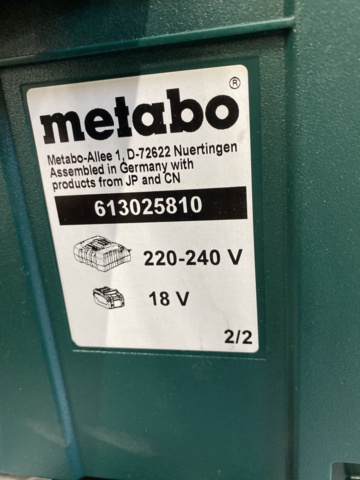 metabo®
Metabo-Allee 1, D-72622 Nuertingen
Assembled in Germany with
products from JP and CN
613025810
220-240 V
18 V
2/2